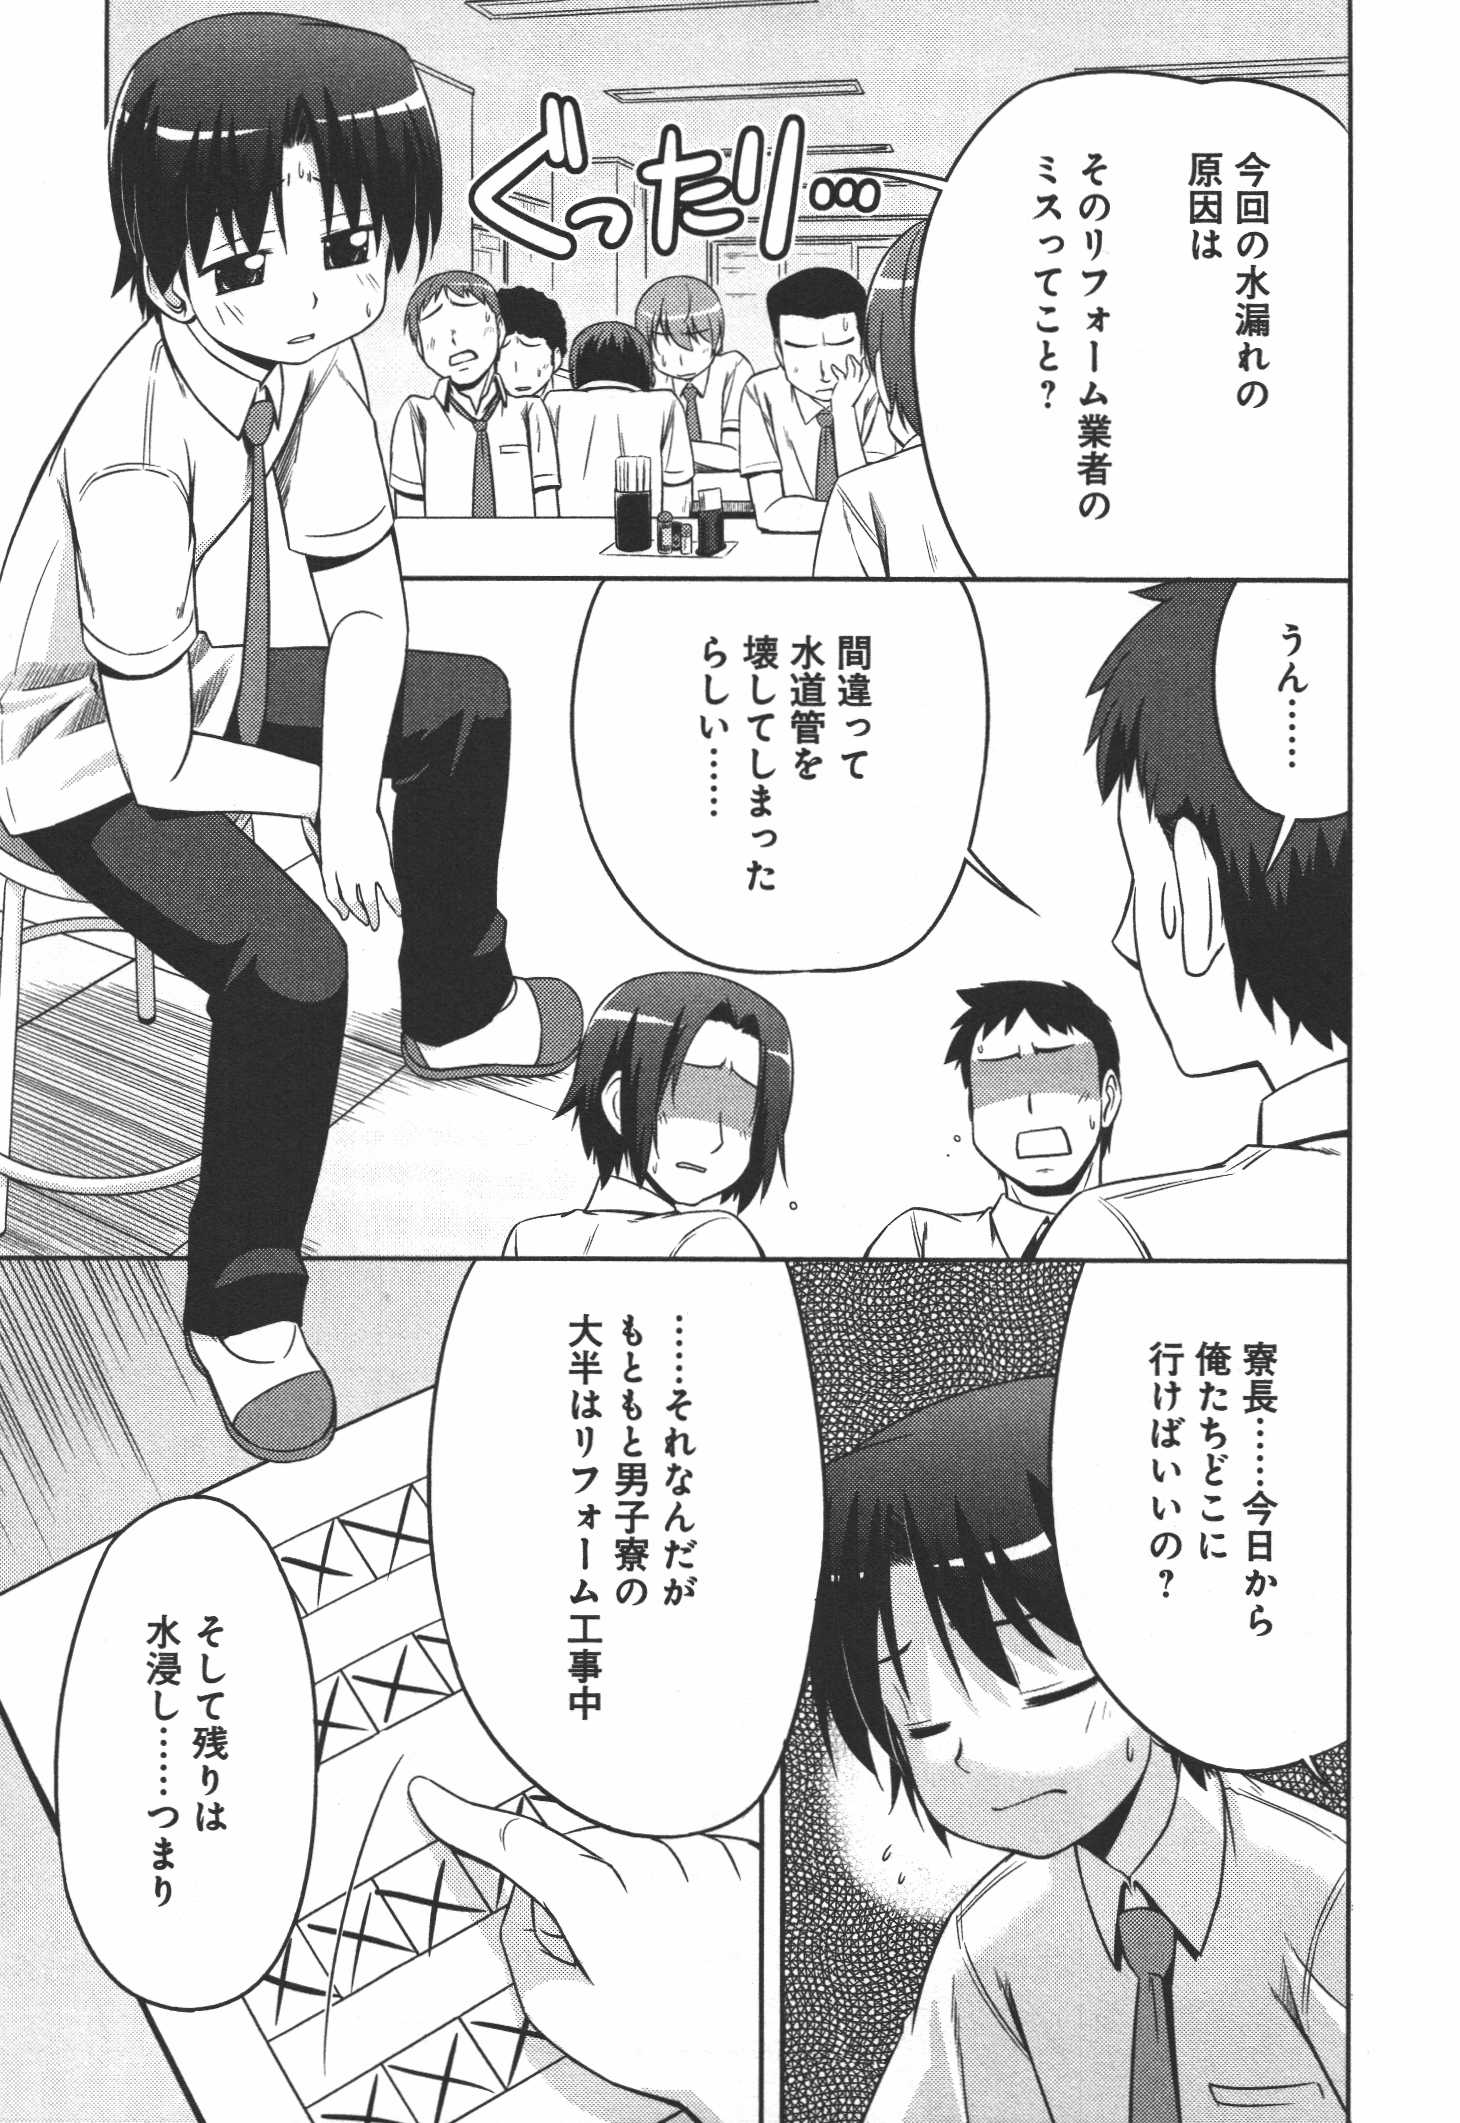 今回の水漏れの
原因は
そのリフォーム業者の
ミスってこと?
ぐったり…
うん……
間違って
水道管を
壊してしまった
らしい……
寮長……今日から
俺たちどこに
行けばいいの?
……それなんだが
もともと男子寮の
大半はリフォーム工事中
そして残りは
水浸し……つまり